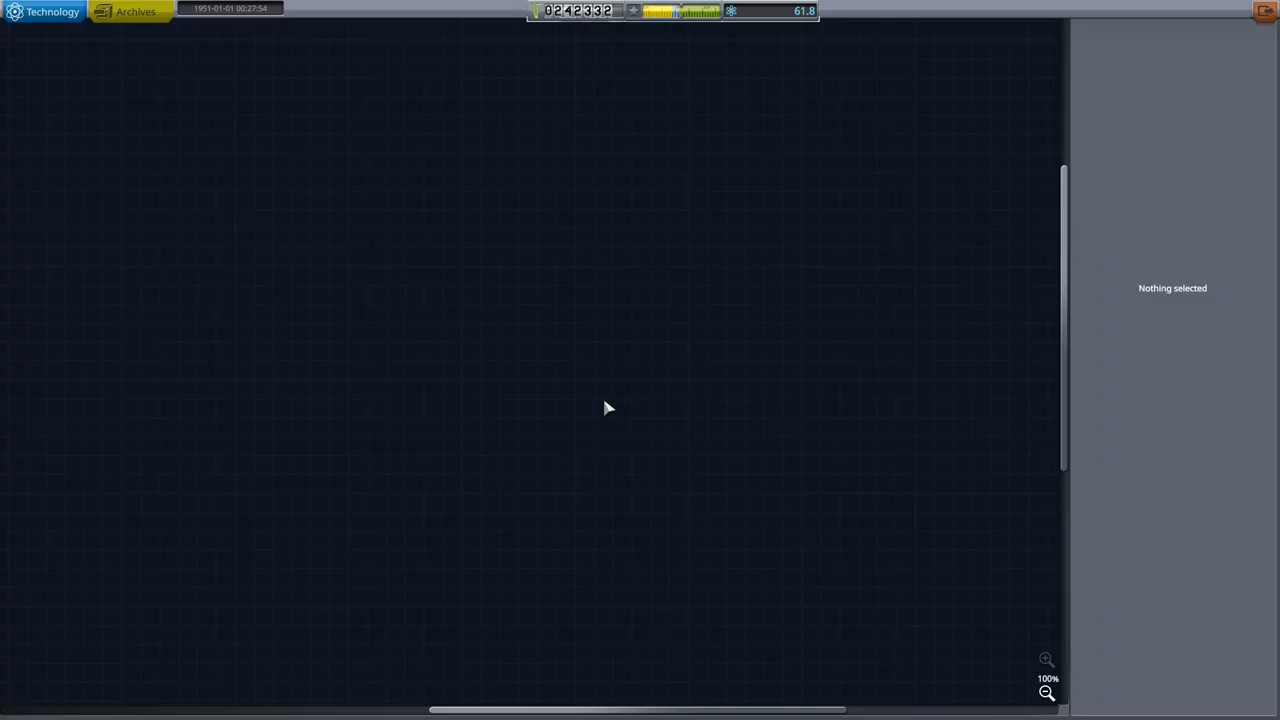 Technology
Archives
1951-01-01 00:27:54
0242332
61.8
Nothing selected
100%